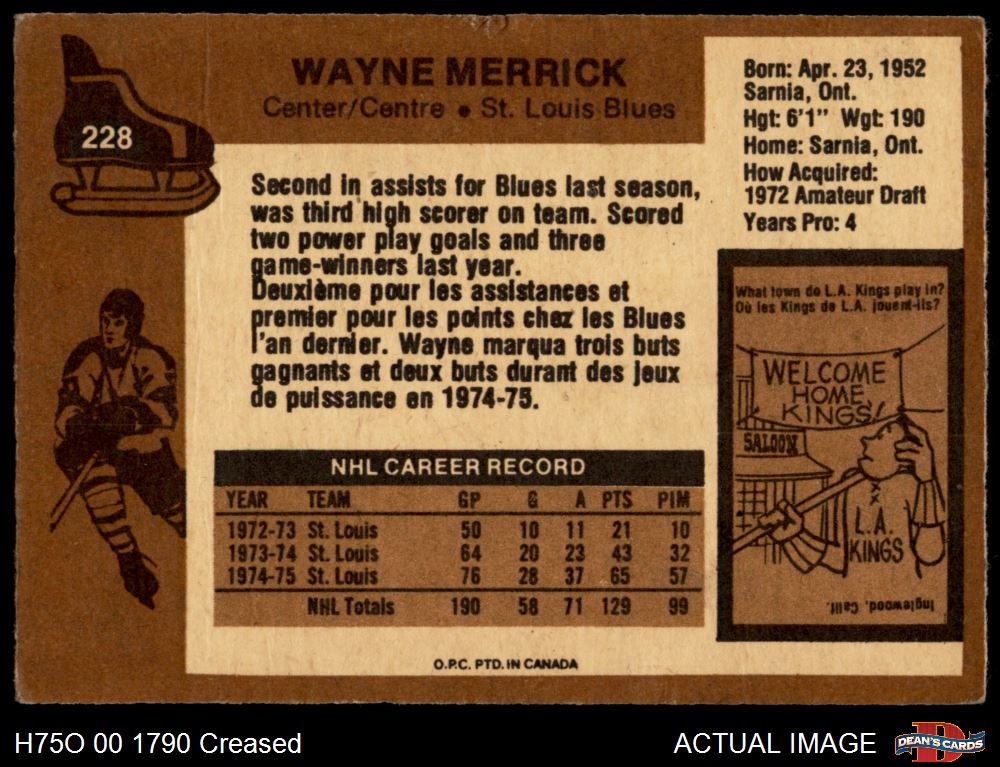 228
WAYNE MERRICK
Center/Centre • St. Louis Blues
Born: Apr. 23, 1952
Sarnia, Ont.
Hgt: 6'1" Wgt: 190
Home: Sarnia, Ont.
How Acquired:
1972 Amateur Draft
Years Pro: 4
Second in assists for Blues last season,
was third high scorer on team. Scored
two power play goals and three
game-winners last year.
Deuxième pour les assistances et
premier pour les points chez les Blues
l'an dernier. Wayne marqua trois buts
gagnants et deux buts durant des jeux
de puissance en 1974-75.
What town do L.A. Kings play in?
Où les Kings de L.A. jouent-ils?
WELCOME
HOME,
KINGS!
SALOON
L.A.
KINGS
Inglewood, Calif.
NHL CAREER RECORD
YEAR TEAM GP G A PTS PIM
1972-73 St. Louis 50 10 11 21 10
1973-74 St. Louis 64 20 23 43 32
1974-75 St. Louis 76 28 37 65 57
NHL Totals 190 58 71 129 99
O.P.C. PTD. IN CANADA
H75O 00 1790 Creased
ACTUAL IMAGE
D
DEAN'S CARDS